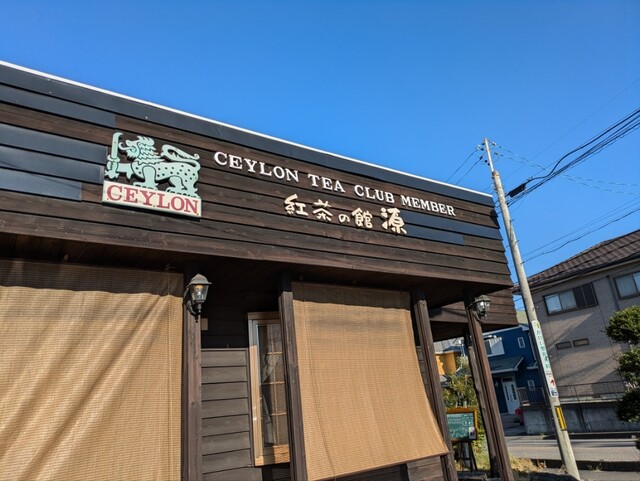 CEYLON
CEYLON TEA CLUB MEMBER
紅茶の館 源